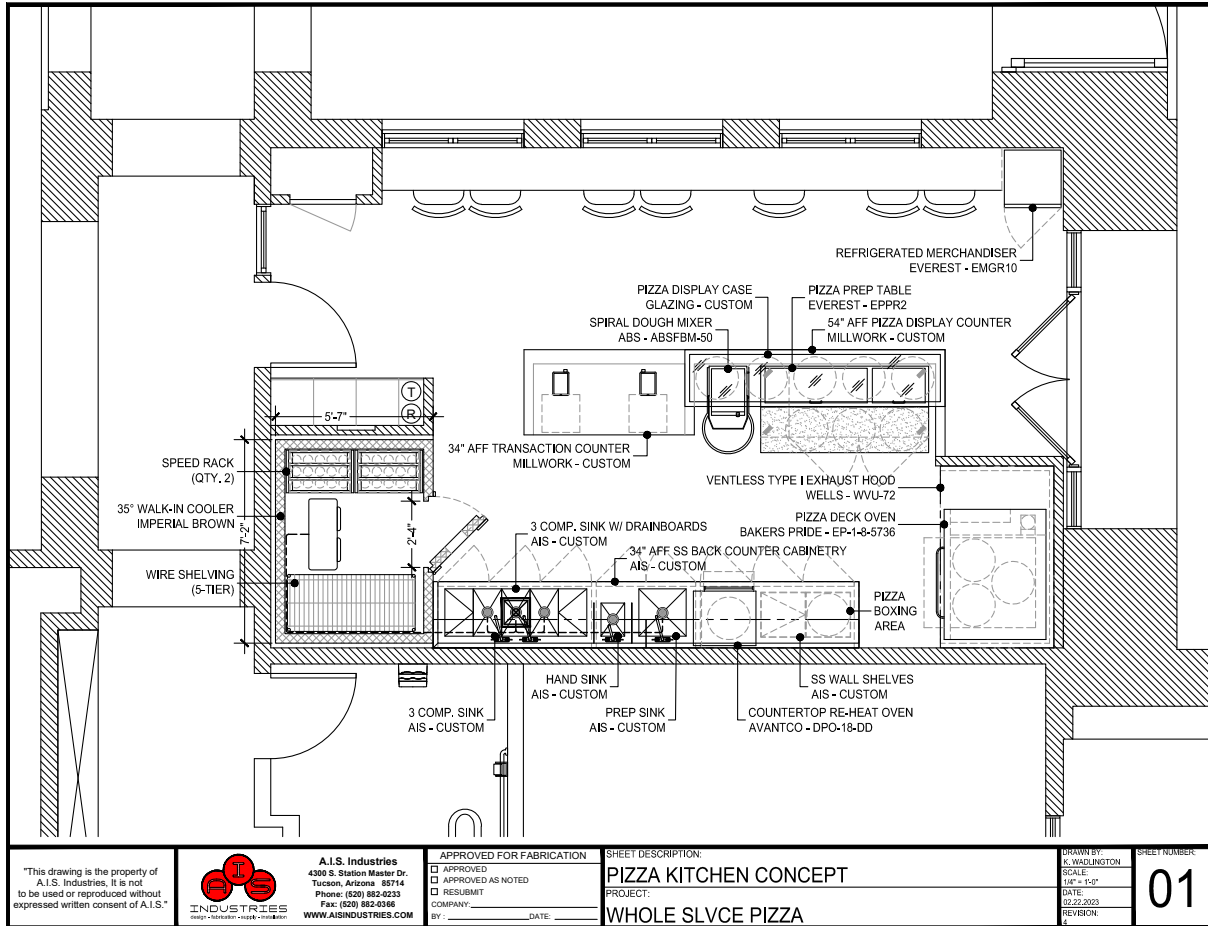 REFRIGERATED MERCHANDISER
EVEREST - EMGR10
PIZZA DISPLAY CASE
GLAZING - CUSTOM
PIZZA PREP TABLE
EVEREST - EPPR2
SPIRAL DOUGH MIXER
ABS - ABSFBM-50
54" AFF PIZZA DISPLAY COUNTER
MILLWORK - CUSTOM
T
R
5'-7"
34" AFF TRANSACTION COUNTER
MILLWORK - CUSTOM
SPEED RACK
(QTY. 2)
VENTLESS TYPE I EXHAUST HOOD
WELLS - WVU-72
35° WALK-IN COOLER
IMPERIAL BROWN
7'-2"
2'-4"
PIZZA DECK OVEN
BAKERS PRIDE - EP-1-8-5736
3 COMP. SINK W/ DRAINBOARDS
AIS - CUSTOM
34" AFF SS BACK COUNTER CABINETRY
AIS - CUSTOM
WIRE SHELVING
(5-TIER)
PIZZA
BOXING
AREA
HAND SINK
AIS - CUSTOM
SS WALL SHELVES
AIS - CUSTOM
3 COMP. SINK
AIS - CUSTOM
PREP SINK
AIS - CUSTOM
COUNTERTOP RE-HEAT OVEN
AVANTCO - DPO-18-DD
"This drawing is the property of
A.I.S. Industries, It is not
to be used or reproduced without
expressed written consent of A.I.S."
A I S
INDUSTRIES
design - fabrication - supply - installation
A.I.S. Industries
4300 S. Station Master Dr.
Tucson, Arizona 85714
Phone: (520) 882-0233
Fax: (520) 882-0366
WWW.AISINDUSTRIES.COM
APPROVED FOR FABRICATION
APPROVED
APPROVED AS NOTED
RESUBMIT
COMPANY:
BY : DATE:
SHEET DESCRIPTION:
PIZZA KITCHEN CONCEPT
PROJECT:
WHOLE SLVCE PIZZA
DRAWN BY:
K. WADLINGTON
SCALE:
1/4" = 1'-0"
DATE:
02.22.2023
REVISION:
4
SHEET NUMBER:
01